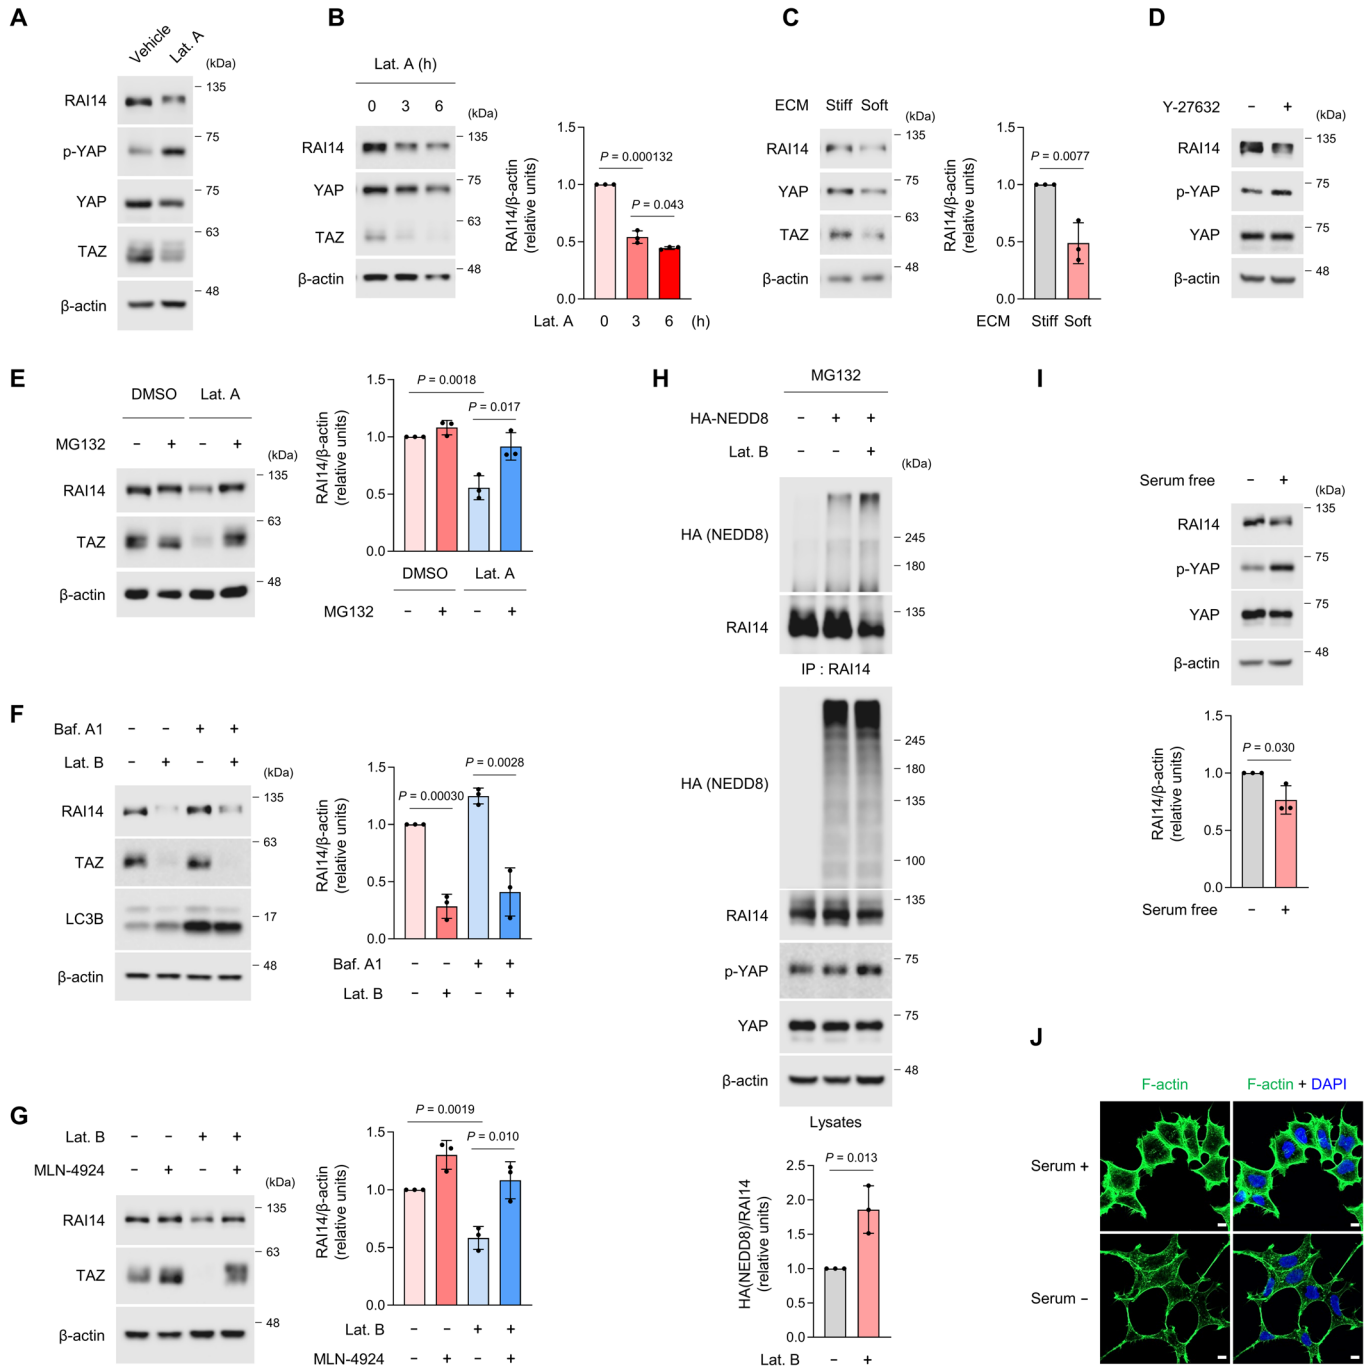 A
Vehicle
Lat. A
(kDa)
RAI14
135
p-YAP
75
YAP
75
TAZ
63
β-actin
48
B
Lat. A (h)
0 3 6
(kDa)
RAI14
135
YAP
75
TAZ
63
β-actin
48
RAI14/β-actin
(relative units)
1.5
1.0
0.5
0.0
P = 0.000132
P = 0.043
Lat. A 0 3 6 (h)
C
ECM Stiff Soft
(kDa)
RAI14
135
YAP
75
TAZ
63
β-actin
48
RAI14/β-actin
(relative units)
1.5
1.0
0.5
0.0
P = 0.0077
ECM Stiff Soft
D
Y-27632 − +
(kDa)
RAI14
135
p-YAP
75
YAP
75
β-actin
48
E
DMSO Lat. A
MG132 − + − +
(kDa)
RAI14
135
TAZ
63
β-actin
48
RAI14/β-actin
(relative units)
1.5
1.0
0.5
0.0
P = 0.0018
P = 0.017
DMSO Lat. A
MG132 − + − +
F
Baf. A1 − − + +
Lat. B − + − +
(kDa)
RAI14
135
TAZ
63
LC3B
17
β-actin
48
RAI14/β-actin
(relative units)
1.5
1.0
0.5
0.0
P = 0.00030
P = 0.0028
Baf. A1 − − + +
Lat. B − + − +
G
Lat. B − − + +
MLN-4924 − + − +
(kDa)
RAI14
135
TAZ
63
β-actin
48
RAI14/β-actin
(relative units)
1.5
1.0
0.5
0.0
P = 0.0019
P = 0.010
Lat. B − − + +
MLN-4924 − + − +
H
MG132
HA-NEDD8 − + +
Lat. B − − +
(kDa)
HA (NEDD8)
245
180
RAI14
135
IP : RAI14
HA (NEDD8)
245
180
135
100
RAI14
135
p-YAP
75
YAP
75
β-actin
48
Lysates
HA(NEDD8)/RAI14
(relative units)
2.5
2.0
1.5
1.0
0.5
0.0
P = 0.013
Lat. B − +
I
Serum free − +
(kDa)
RAI14
135
p-YAP
75
YAP
75
β-actin
48
RAI14/β-actin
(relative units)
1.5
1.0
0.5
0.0
P = 0.030
Serum free − +
J
F-actin
F-actin + DAPI
Serum +
Serum −